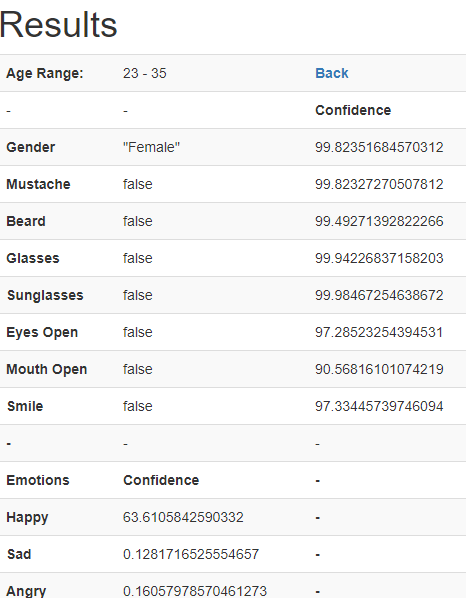 Results
Age Range: 23 - 35 Back
- - Confidence
Gender "Female" 99.82351684570312
Mustache false 99.82327270507812
Beard false 99.49271392822266
Glasses false 99.94226837158203
Sunglasses false 99.98467254638672
Eyes Open false 97.28523254394531
Mouth Open false 90.56816101074219
Smile false 97.33445739746094
- - -
Emotions Confidence -
Happy 63.6105842590332 -
Sad 0.1281716525554657 -
Angry 0.16057978570461273 -